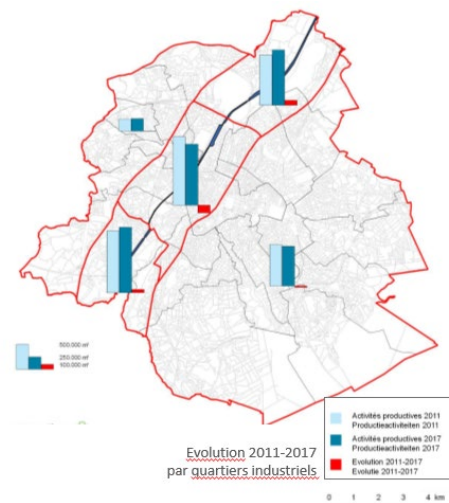 500.000 m²
250.000 m²
100.000 m²
Evolution 2011-2017
par quartiers industriels
Activités productives 2011
Productieactiviteiten 2011
Activités productives 2017
Productieactiviteiten 2017
Evolution 2011-2017
Evolutie 2011-2017
0 1 2 3 4 km